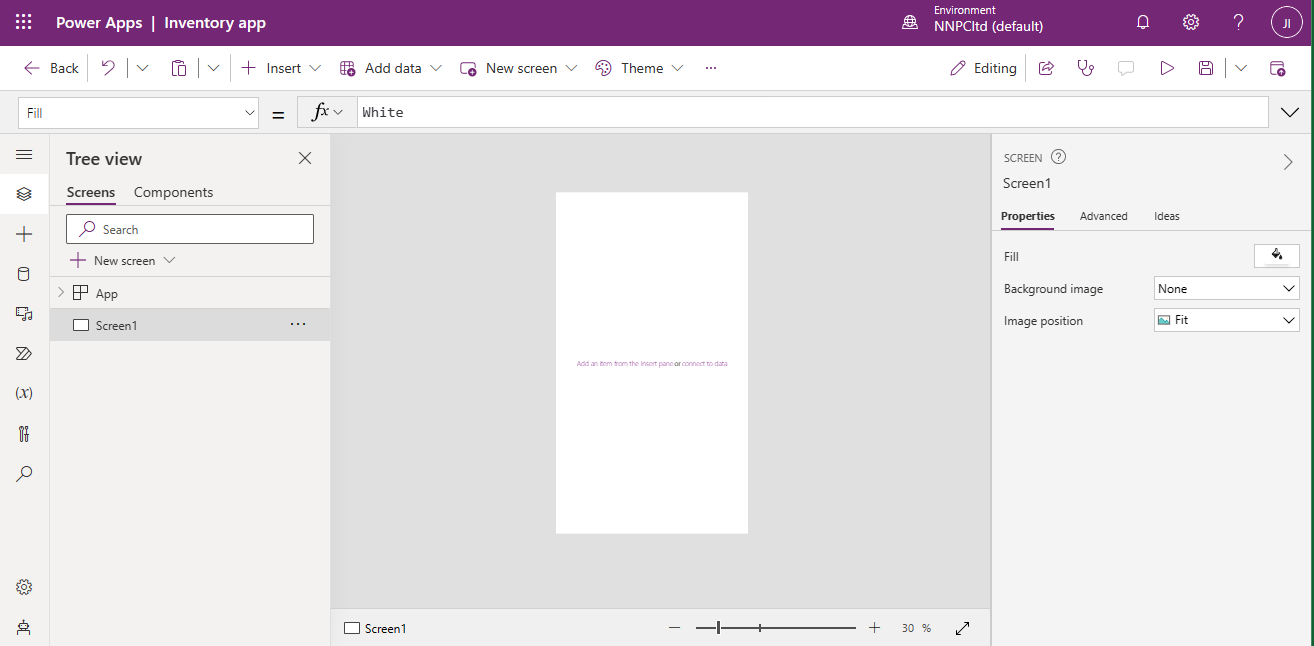 Power Apps | Inventory app
Environment
NNPCltd (default)
JI
Back
Insert
Add data
New screen
Theme
...
Editing
Fill
=
fx
White
Tree view
Screens
Components
Search
New screen
App
Screen1
...
(x)
Add an item from the Insert pane or connect to data
SCREEN
Screen1
Properties
Advanced
Ideas
Fill
Background image
None
Image position
Fit
Screen1
30 %